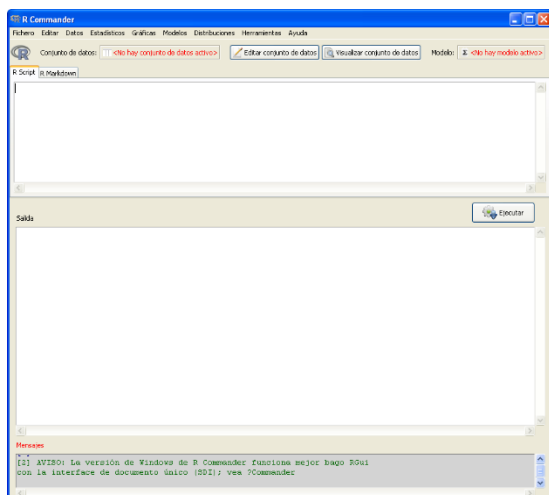 R Commander
Fichero Editar Datos Estadísticos Gráficas Modelos Distribuciones Herramientas Ayuda
Conjunto de datos: <No hay conjunto de datos activo> Editar conjunto de datos Visualizar conjunto de datos Modelo: Σ <No hay modelo activo>
R Script R Markdown
Salida Ejecutar
Mensajes
[2] AVISO: La versión de Windows de R Commander funciona mejor bago RGui
con la interface de documento único (SDI); vea ?Commander